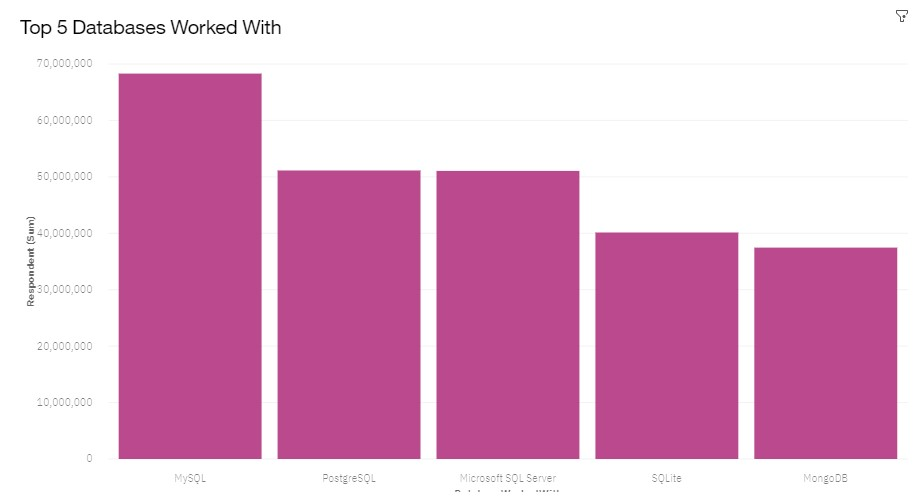 Top 5 Databases Worked With
70,000,000
60,000,000
50,000,000
40,000,000
30,000,000
20,000,000
10,000,000
0
Respondent (Sum)
MySQL PostgreSQL Microsoft SQL Server SQLite MongoDB